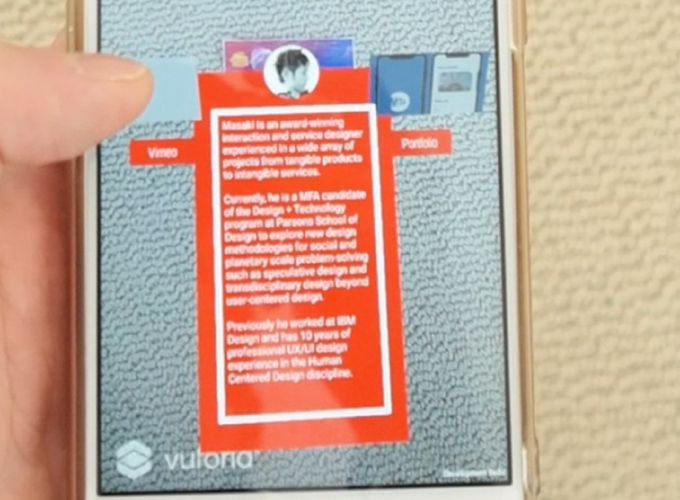 Masaki is an award-winning
interaction and service designer
experienced in a wide array of
projects from tangible products
to intangible services.
Currently, he is a MFA candidate
of the Design + Technology
program at Parsons School of
Design to explore new design
methodologies for social and
planetary scale problem-solving
such as speculative design and
transdisciplinary design beyond
user-centered design.
Previously he worked at IBM
Design and has 10 years of
professional UX/UI design
experience in the Human
Centered Design discipline.
Vimeo
Portfolio
vuforia